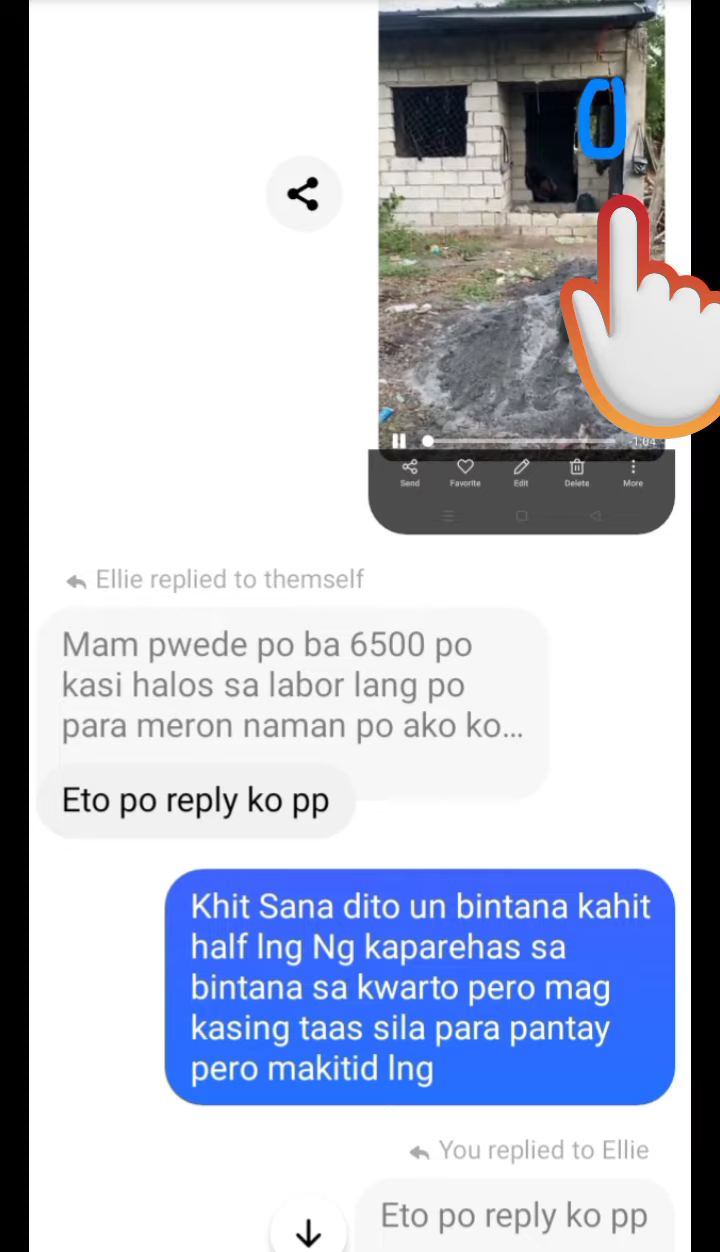 -1:04
Send Favorite Edit Delete More
Ellie replied to themself
Mam pwede po ba 6500 po
kasi halos sa labor lang po
para meron naman po ako ko...
Eto po reply ko pp
Khit Sana dito un bintana kahit
half lng Ng kaparehas sa
bintana sa kwarto pero mag
kasing taas sila para pantay
pero makitid lng
You replied to Ellie
Eto po reply ko pp